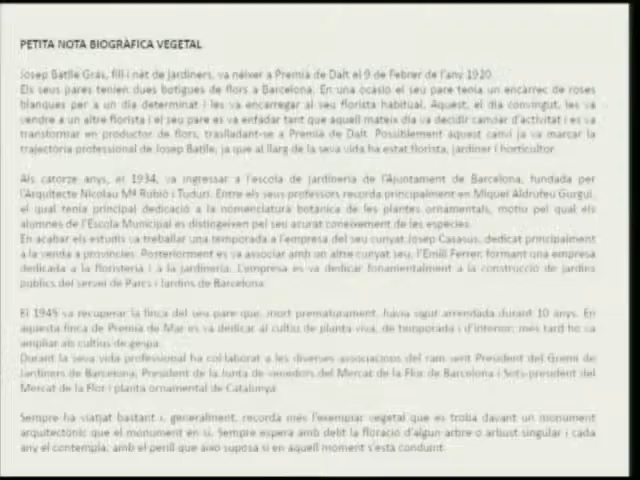 PETITA NOTA BIOGRÀFICA VEGETAL
Josep Batlle Gras, fill i nét de jardiners, va néixer a Premià de Dalt el 9 de Febrer de l'any 1920.
Els seus pares tenien dues botigues de flors a Barcelona. En una ocasió el seu pare tenia un encàrrec de roses
blanques per a un dia determinat i les va encarregar al seu florista habitual. Aquest, el dia convingut, les va
vendre a un altre florista i el seu pare es va enfadar tant que aquell mateix dia va decidir canviar d'activitat i es va
transformar en productor de flors, traslladant-se a Premià de Dalt. Possiblement aquest canvi ja va marcar la
trajectòria professional de Josep Batlle, ja que al llarg de la seva vida ha estat florista, jardiner i horticultor.
Als catorze anys, el 1934, va ingressar a l'escola de jardineria de l'Ajuntament de Barcelona, fundada per
l'Arquitecte Nicolau Mª Rubió i Tudurí. Entre els seus professors recorda principalment en Miquel Aldrufeu Gurgui,
el qual tenia principal dedicació a la nomenclatura botànica de les plantes ornamentals, motiu pel qual els
alumnes de l'Escola Municipal es distingeixen pel seu acurat coneixement de les espècies.
En acabar els estudis va treballar una temporada a l'empresa del seu cunyat Josep Casasus, dedicat principalment
a la venda a províncies. Posteriorment es va associar amb un altre cunyat seu, l'Emili Ferrer, formant una empresa
dedicada a la floristeria i a la jardineria. L'empresa es va dedicar fonamentalment a la construcció de jardins
públics del servei de Parcs i Jardins de Barcelona.
El 1945 va recuperar la finca del seu pare que, mort prematurament, havia sigut arrendada durant 10 anys. En
aquesta finca de Premià de Mar es va dedicar al cultiu de planta viva, de temporada i d'interior; més tard ho va
ampliar als cultius de gespa.
Durant la seva vida professional ha col·laborat a les diverses associacions del ram sent President del Gremi de
Jardiners de Barcelona, President de la Junta de venedors del Mercat de la Flor de Barcelona i Sots-president del
Mercat de la Flor i planta ornamental de Catalunya.
Sempre ha viatjat bastant i, generalment, recorda més l'exemplar vegetal que es troba davant un monument
arquitectònic que el monument en si. Sempre espera amb delit la floració d'algun arbre o arbust singular i cada
any el contempla, amb el perill que això suposa si en aquell moment s'està conduint.